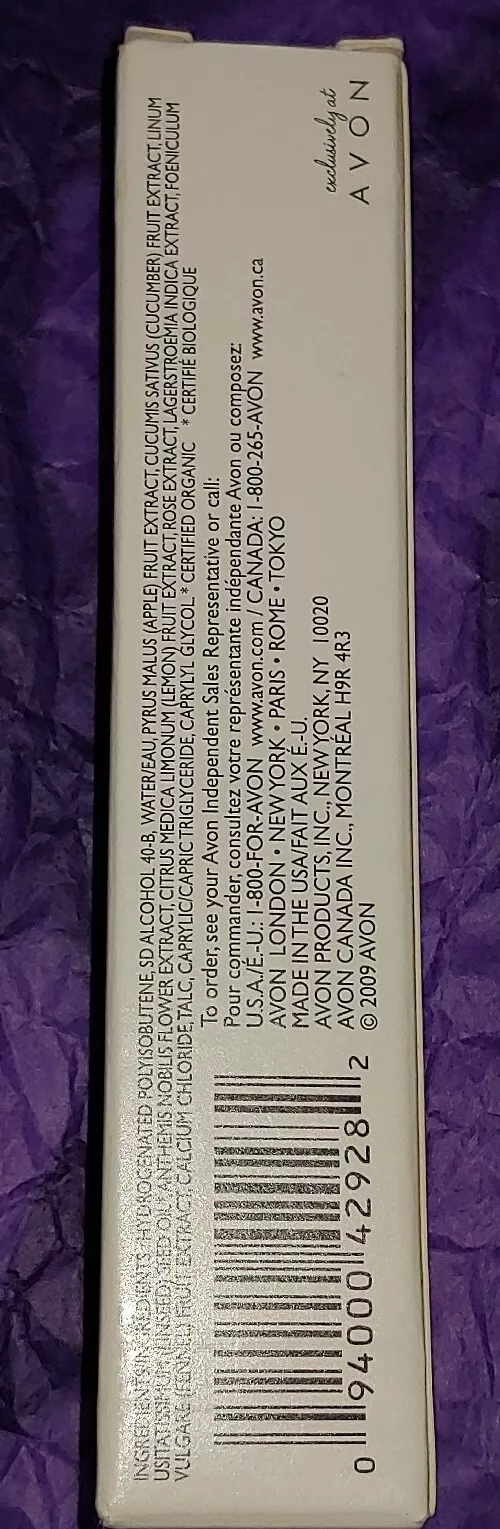 INGREDIENTS/INGRÉDIENTS: HYDROGENATED POLYISOBUTENE, SD ALCOHOL 40-B, WATER/EAU, PYRUS MALUS (APPLE) FRUIT EXTRACT, CUCUMIS SATIVUS (CUCUMBER) FRUIT EXTRACT, LINUM
USITATISSIMUM (LINSEED) SEED OIL,* ANTHEMIS NOBILIS FLOWER EXTRACT, CITRUS MEDICA LIMONUM (LEMON) FRUIT EXTRACT, ROSE EXTRACT, LAGERSTROEMIA INDICA EXTRACT, FOENICULUM
VULGARE (FENNEL) FRUIT EXTRACT, CALCIUM CHLORIDE, TALC, CAPRYLIC/CAPRIC TRIGLYCERIDE, CAPRYLYL GLYCOL *CERTIFIED ORGANIC *CERTIFIÉ BIOLOGIQUE
To order, see your Avon Independent Sales Representative or call:
Pour commander, consultez votre représentante indépendante Avon ou composez:
U.S.A./É.-U.: 1-800-FOR-AVON www.avon.com / CANADA: 1-800-265-AVON www.avon.ca
AVON LONDON • NEW YORK • PARIS • ROME • TOKYO
MADE IN THE USA/FAIT AUX É.-U.
AVON PRODUCTS, INC., NEW YORK, NY 10020
AVON CANADA INC., MONTRÉAL H9R 4R3
© 2009 AVON
exclusively at
AVON
0 94000 42928 2